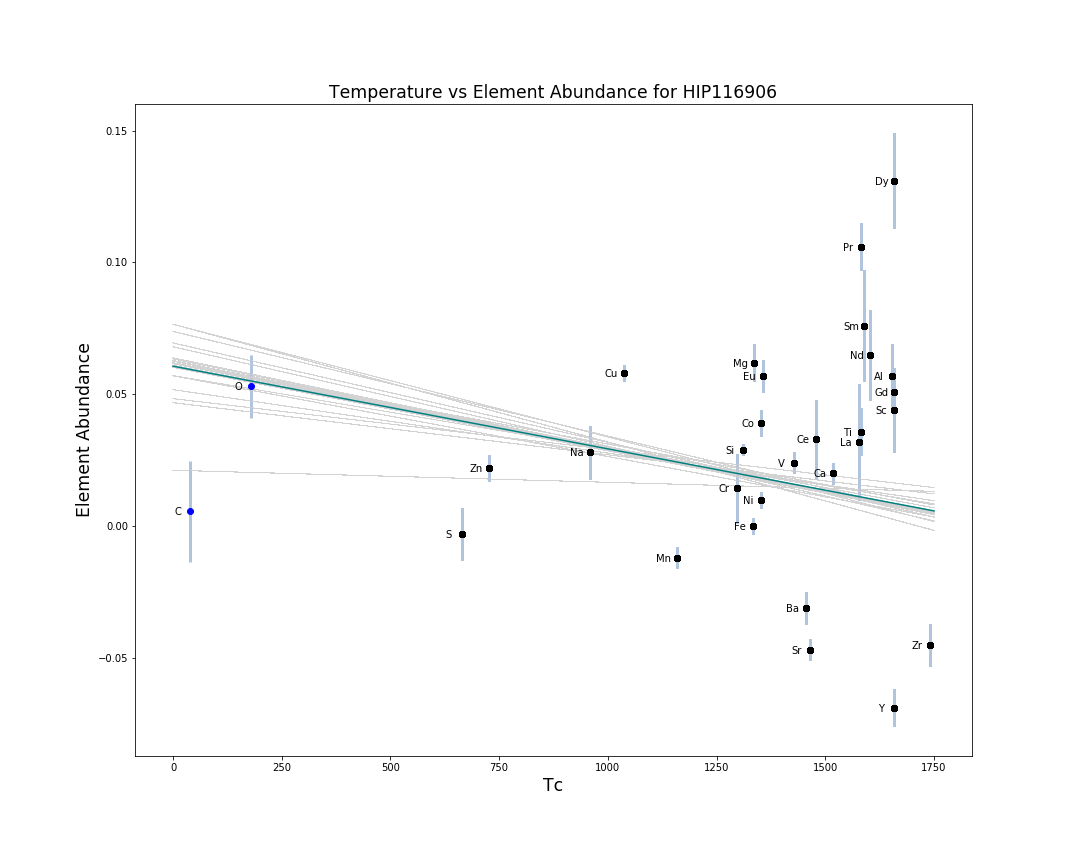 Temperature vs Element Abundance for HIP116906
0.15
Dy
Pr
0.10
Sm
Nd
Mg
Cu
Eu
Al
O
0.05
Gd
Sc
Co
Ti
Ce
La
Si
Na
V
Zn
Ca
Cr
Ni
C
0.00
Fe
S
Mn
Ba
Zr
Sr
−0.05
Y
0
250
500
750
1000
1250
1500
1750
Tc
Element Abundance